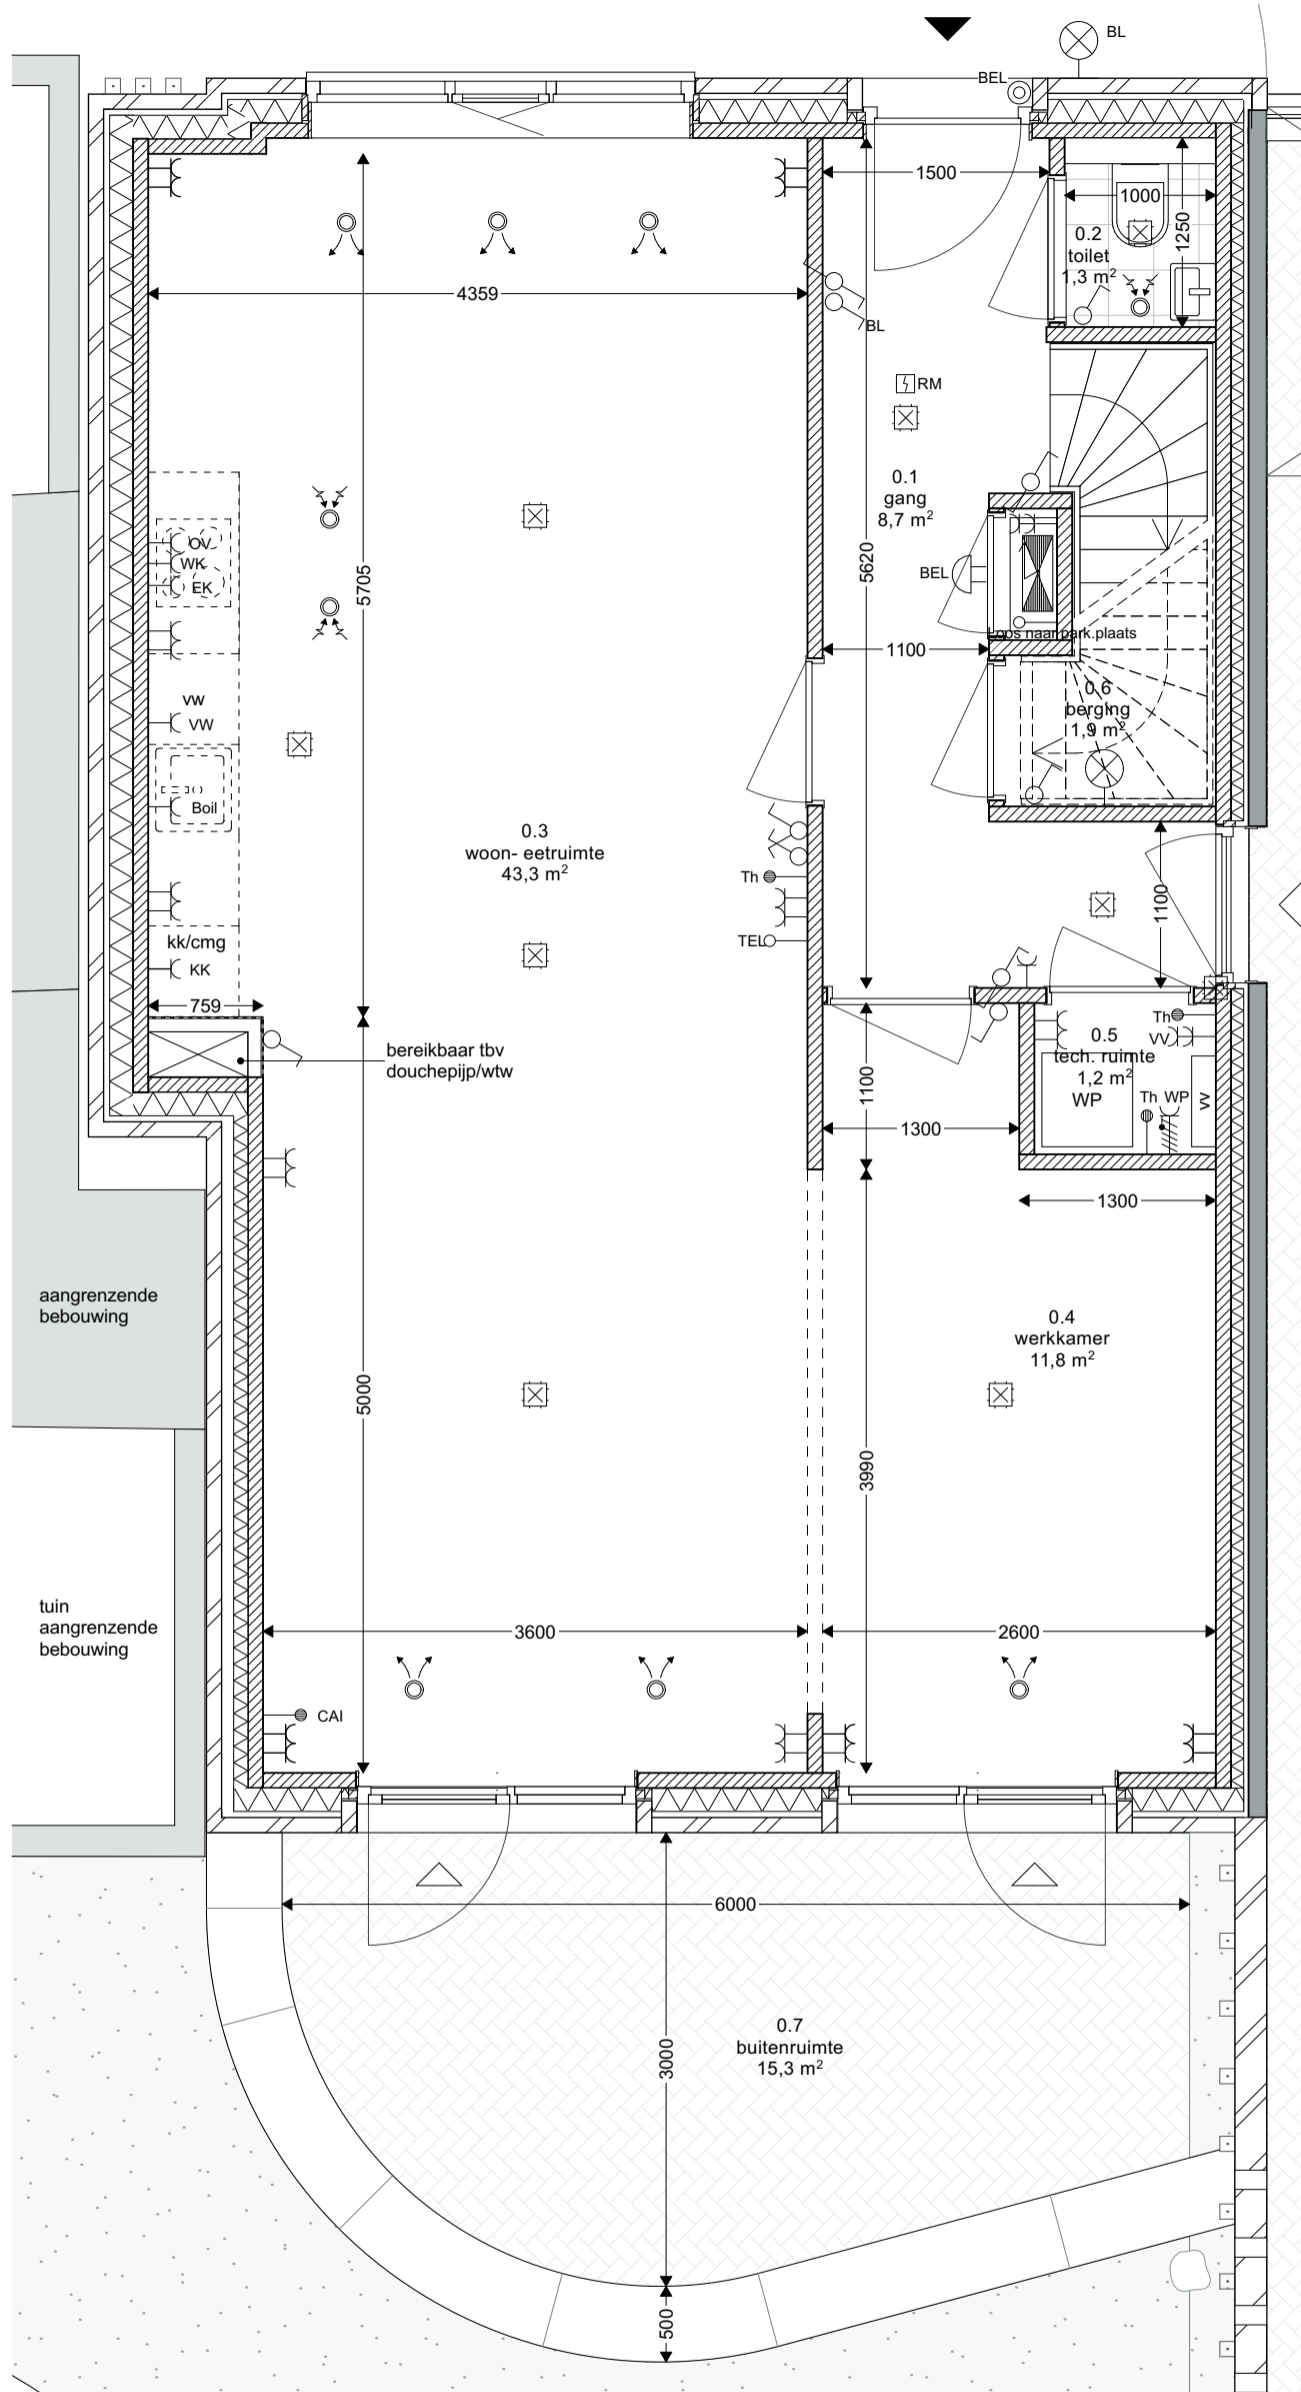 BL
BEL
1500
1000
1250
0.2
toilet
1,3 m²
4359
BL
RM
0.1
gang
8,7 m²
OV
WK
EK
5705
5620
BEL
naar park.plaats
1100
0.6
berging
1,9 m²
vw
VW
Boil
0.3
woon- eetruimte
43,3 m²
Th
TEL
1100
kk/cmg
KK
759
bereikbaar tbv
douchepijp/wtw
Th
VV
0.5
tech. ruimte
1,2 m²
WP
Th WP
VV
1100
1300
1300
aangrenzende
bebouwing
0.4
werkkamer
11,8 m²
5000
3990
tuin
aangrenzende
bebouwing
3600
2600
CAI
6000
0.7
buitenruimte
15,3 m²
3000
500